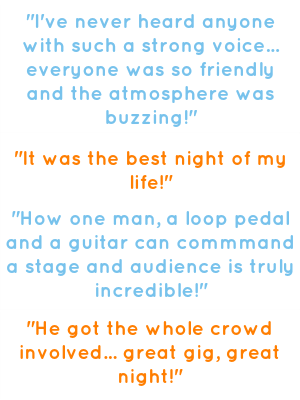 "I've never heard anyone
with such a strong voice...
everyone was so friendly
and the atmosphere was
buzzing!"
"It was the best night of my
life!"
"How one man, a loop pedal
and a guitar can commmand
a stage and audience is truly
incredible!"
"He got the whole crowd
involved... great gig, great
night!"